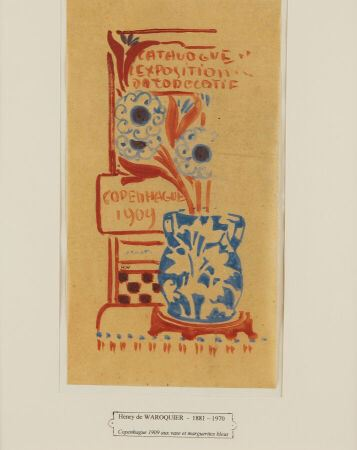 CATALOGUE
L'EXPOSITION
COPENHAGUE
1909
Henry de WAROQUIER - 1881 - 1970
Copenhague 1909 aux vase et marguerites bleus